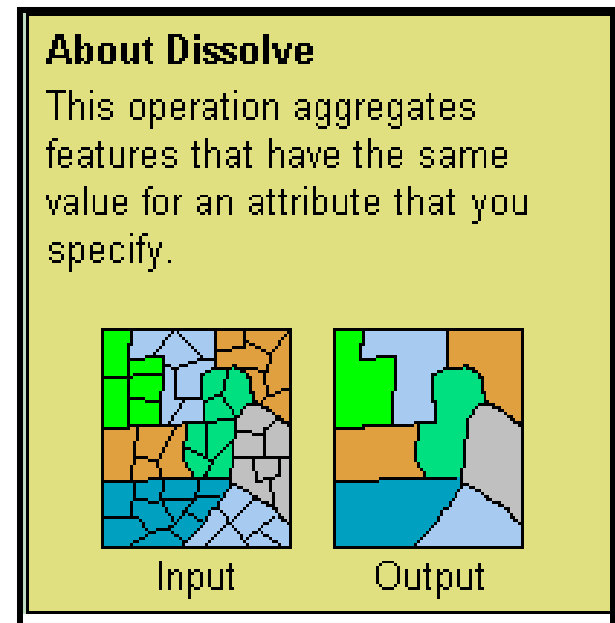 About Dissolve
This operation aggregates
features that have the same
value for an attribute that you
specify.
Input
Output